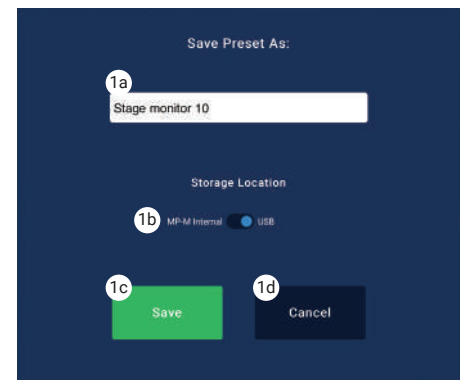 Save Preset As:
1a
Stage monitor 10
Storage Location
1b MP-M Internal USB
1c 1d
Save Cancel